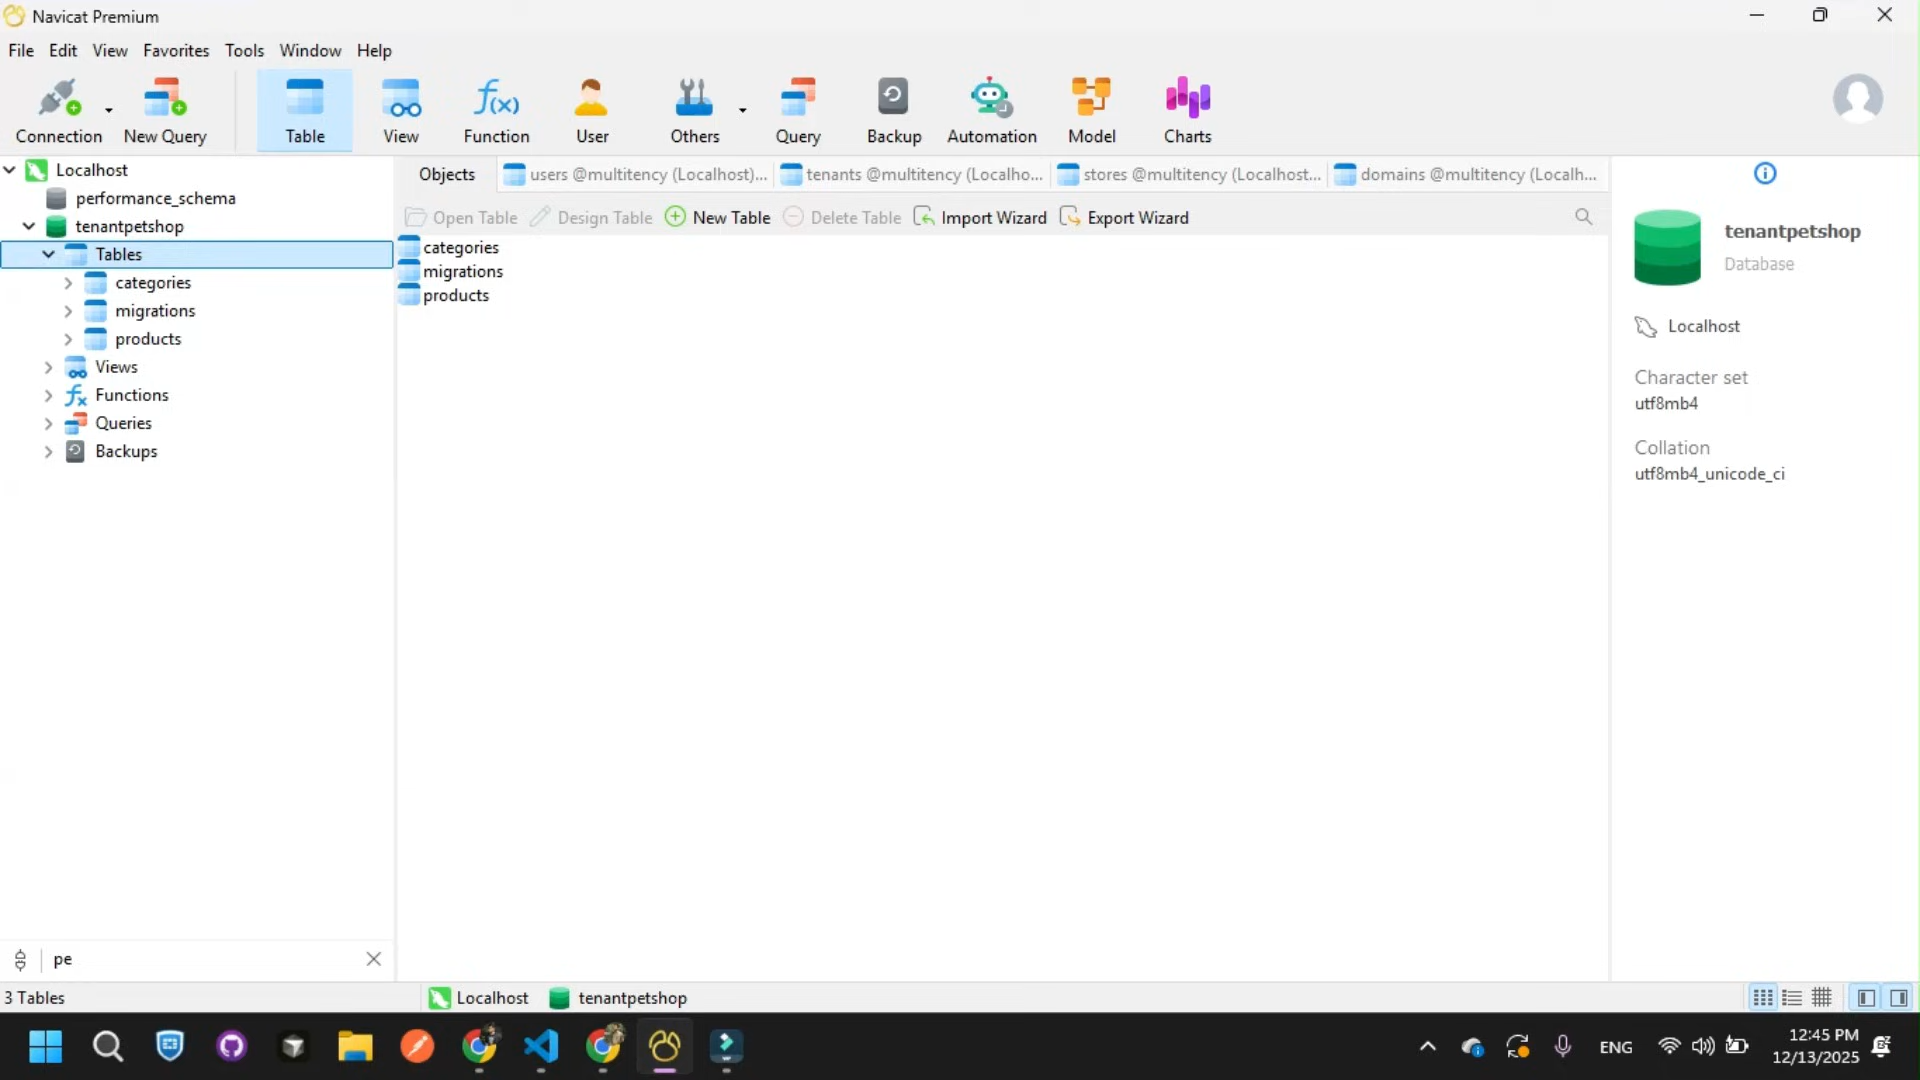 Navicat Premium
File Edit View Favorites Tools Window Help
Connection New Query Table View Function User Others Query Backup Automation Model Charts
Localhost
performance_schema
tenantpetshop
Tables
categories
migrations
products
Views
Functions
Queries
Backups
pe
Objects users @multitency (Localhost)... tenants @multitency (Localho... stores @multitency (Localhost... domains @multitency (Localh...
Open Table Design Table New Table Delete Table Import Wizard Export Wizard
categories
migrations
products
tenantpetshop
Database
Localhost
Character set
utf8mb4
Collation
utf8mb4_unicode_ci
3 Tables Localhost tenantpetshop
ENG
12:45 PM
12/13/2025